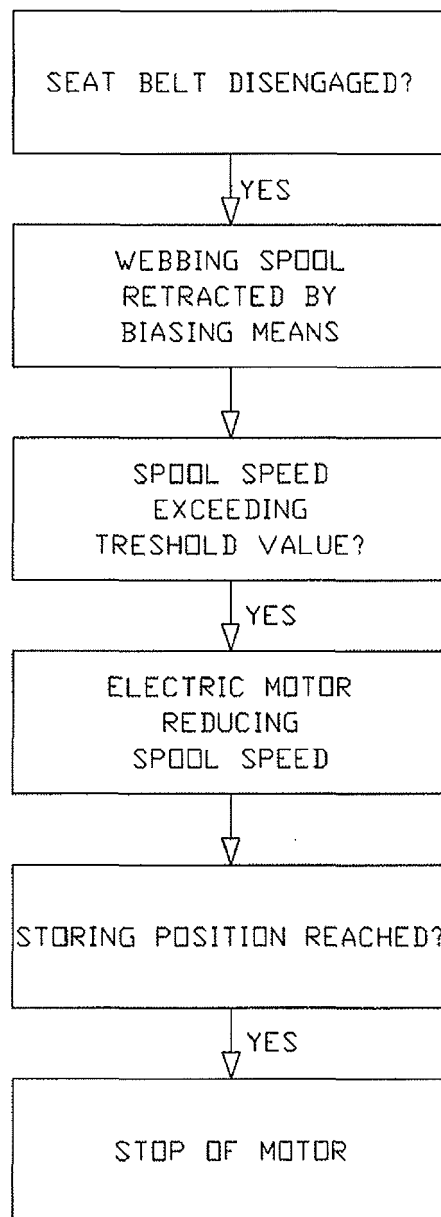 SEAT BELT DISENGAGED?
YES
WEBBING SPOOL
RETRACTED BY
BIASING MEANS
SPOOL SPEED
EXCEEDING
TRESHOLD VALUE?
YES
ELECTRIC MOTOR
REDUCING
SPOOL SPEED
STORING POSITION REACHED?
YES
STOP OF MOTOR